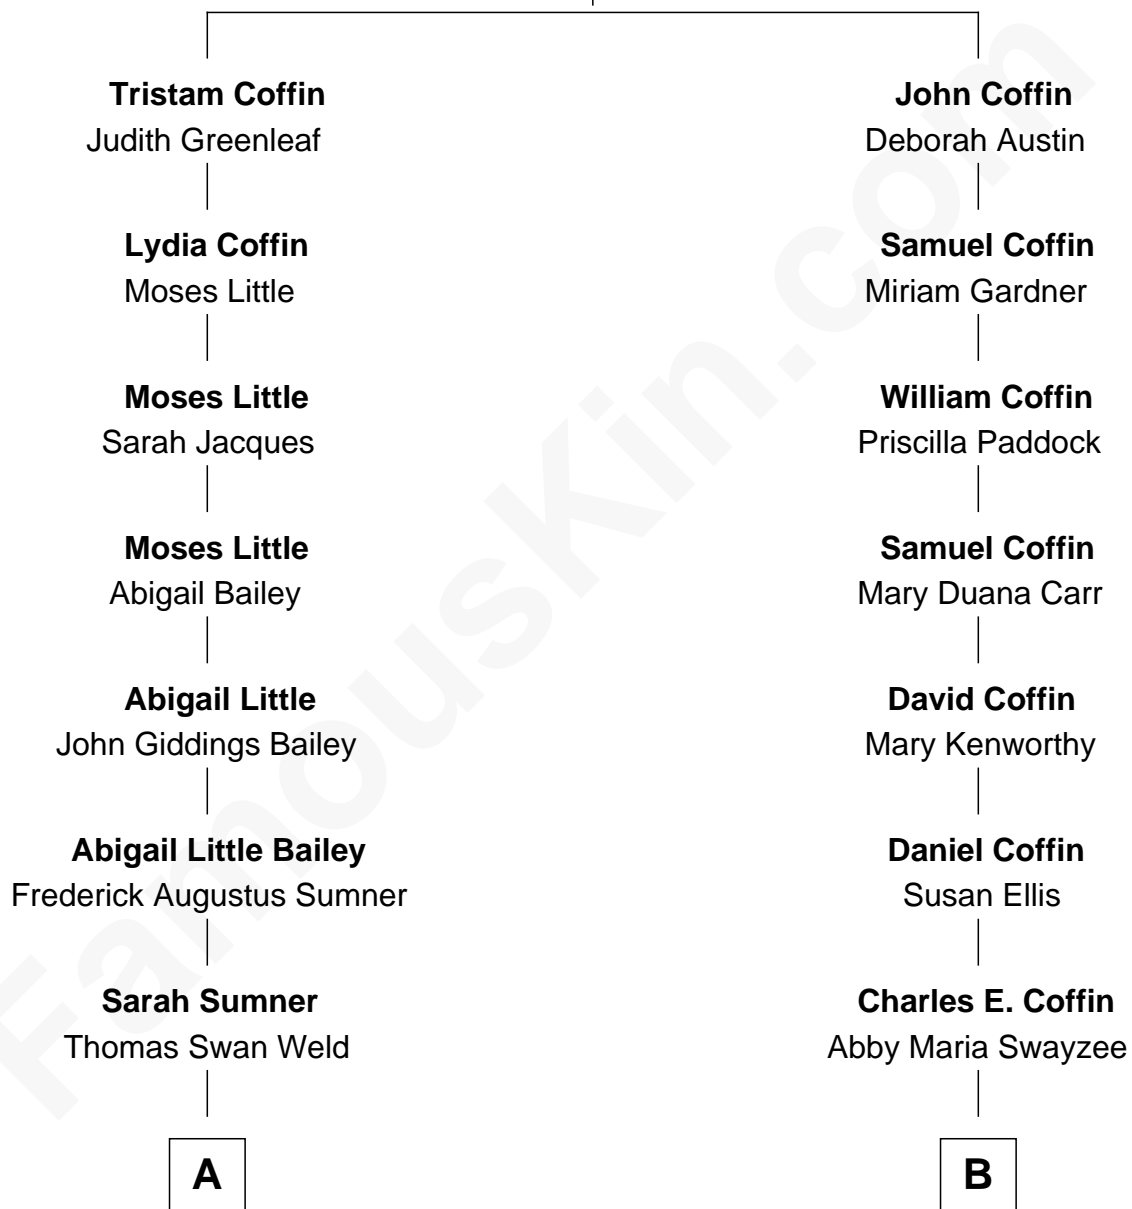 Tristam Coffin
Judith Greenleaf
Lydia Coffin
Moses Little
Moses Little
Sarah Jacques
Moses Little
Abigail Bailey
Abigail Little
John Giddings Bailey
Abigail Little Bailey
Frederick Augustus Sumner
Sarah Sumner
Thomas Swan Weld
A
John Coffin
Deborah Austin
Samuel Coffin
Miriam Gardner
William Coffin
Priscilla Paddock
Samuel Coffin
Mary Duana Carr
David Coffin
Mary Kenworthy
Daniel Coffin
Susan Ellis
Charles E. Coffin
Abby Maria Swayzee
B
FamousKin.com